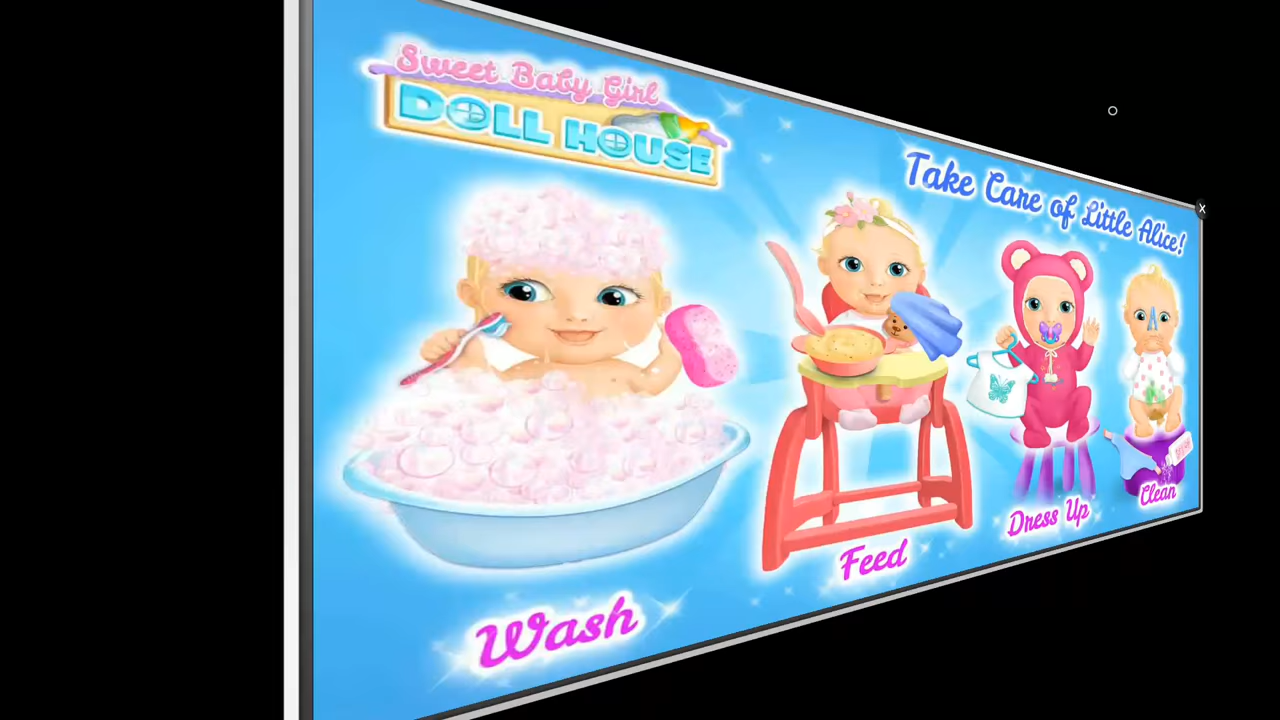 Sweet Baby Girl
DOLL HOUSE
Take Care of Little Alice!
Wash
Feed
Dress Up
Clean
X